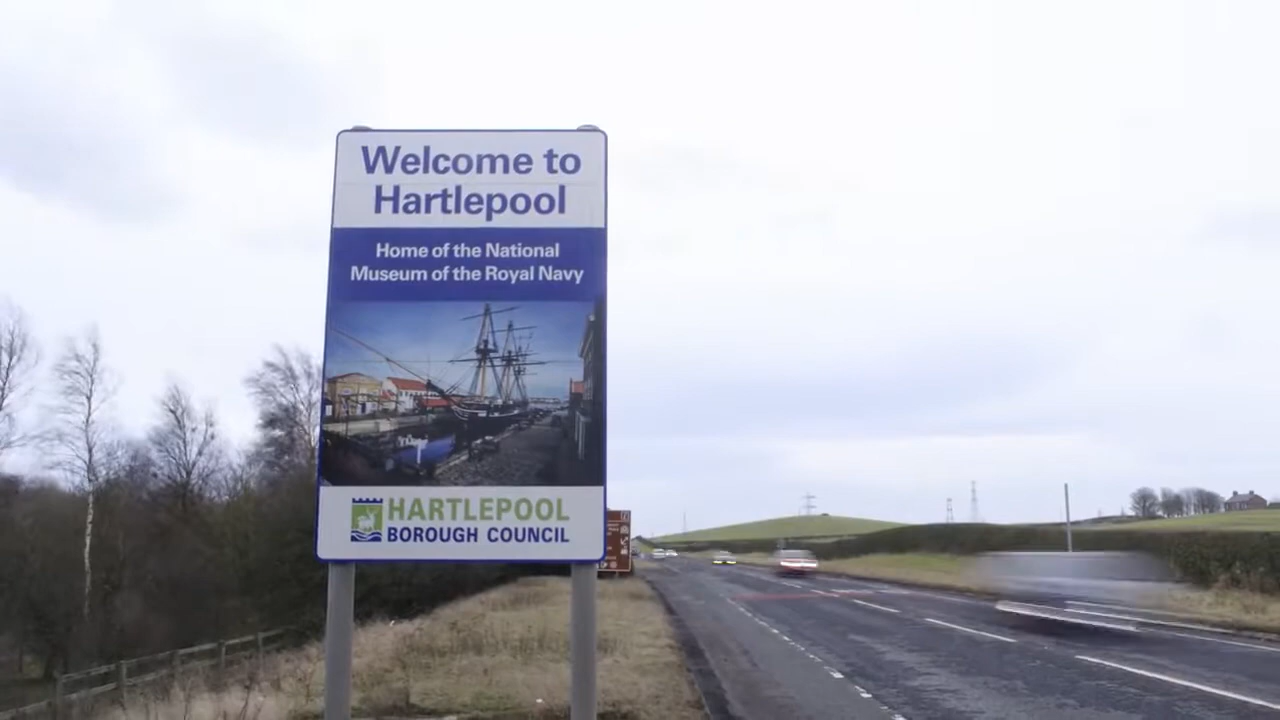 Welcome to
Hartlepool
Home of the National
Museum of the Royal Navy
HARTLEPOOL
BOROUGH COUNCIL